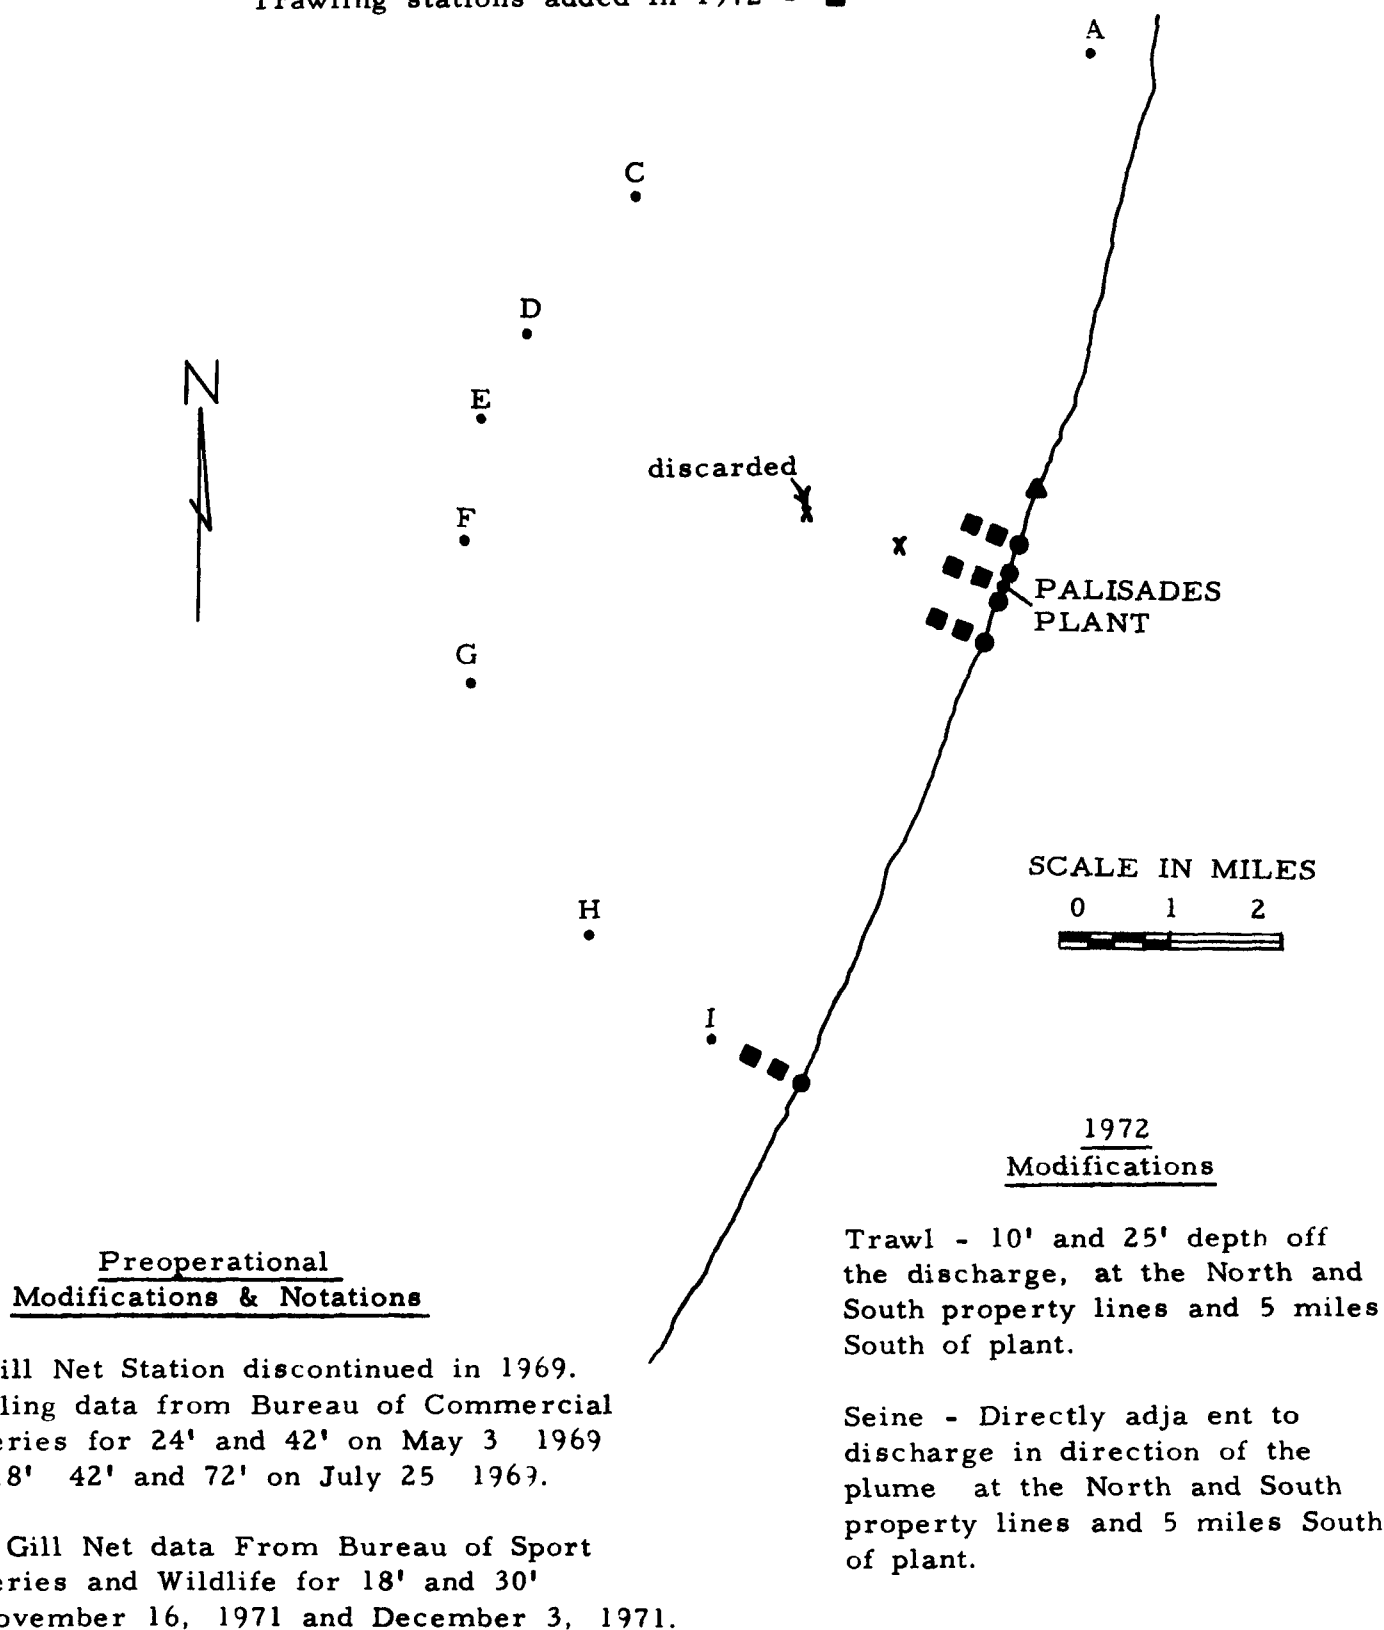 Trawling stations added in 1972 -
A
C
D
N
E
discarded
X
F
X
PALISADES
PLANT
G
SCALE IN MILES
0 1 2
H
I
1972
Modifications
Trawl - 10' and 25' depth off
the discharge, at the North and
South property lines and 5 miles
South of plant.
Seine - Directly adja ent to
discharge in direction of the
plume at the North and South
property lines and 5 miles South
of plant.
Preoperational
Modifications & Notations
ill Net Station discontinued in 1969.
ling data from Bureau of Commercial
eries for 24' and 42' on May 3 1969
8' 42' and 72' on July 25 1969.
Gill Net data From Bureau of Sport
eries and Wildlife for 18' and 30'
ovember 16, 1971 and December 3, 1971.